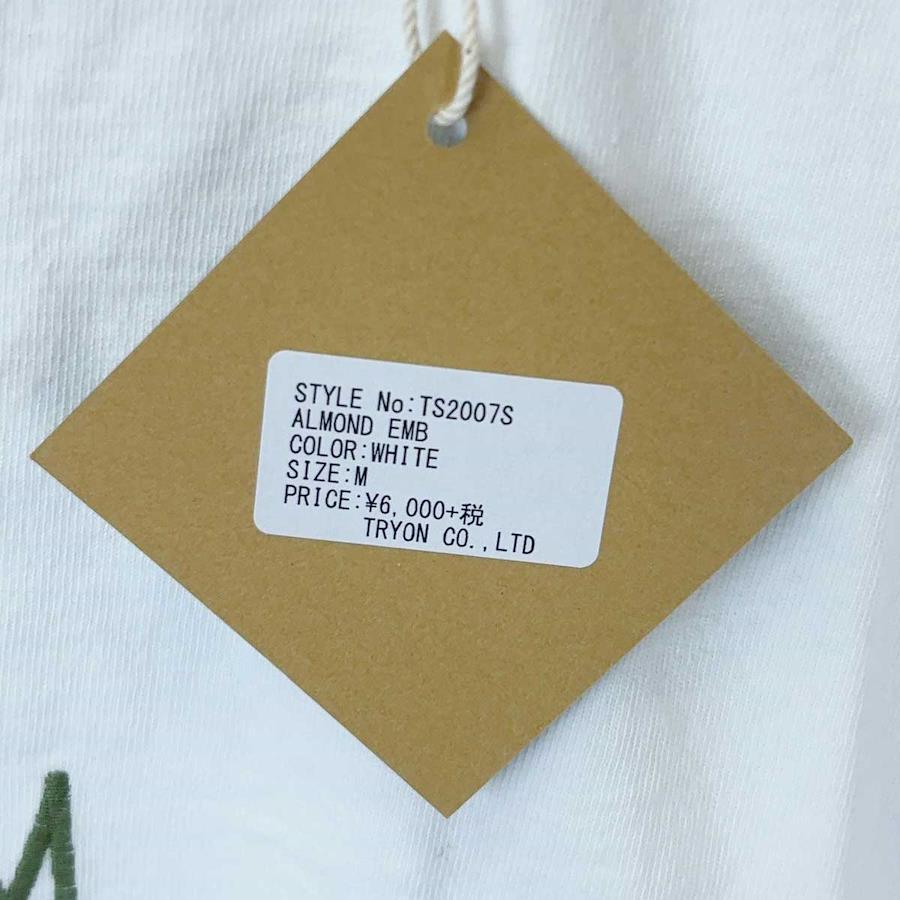 STYLE No:TS2007S
ALMOND EMB
COLOR:WHITE
SIZE:M
PRICE:¥6,000+税
TRYON CO.,LTD